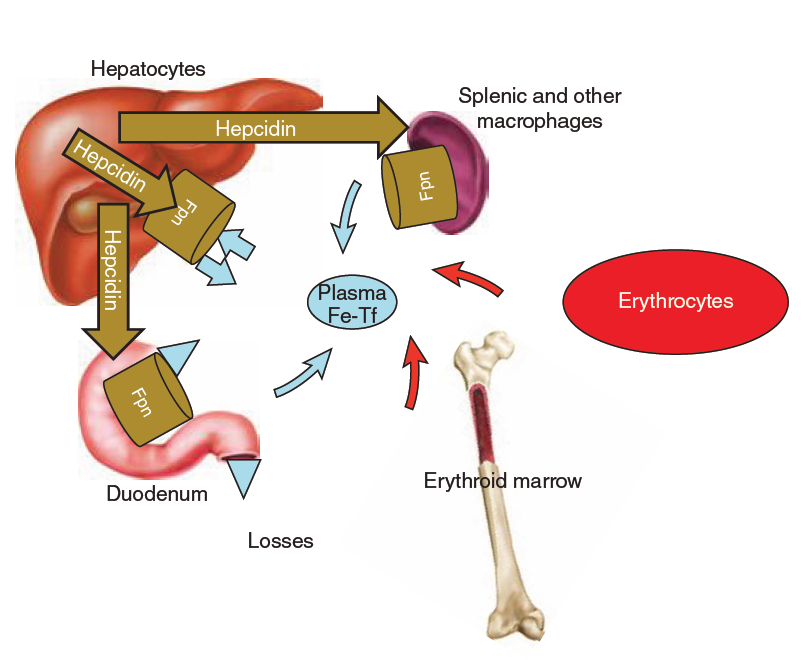 Hepatocytes
Splenic and other
macrophages
Hepcidin
Hepcidin
Hepcidin
Fpn
Fpn
Fpn
Plasma
Fe-Tf
Erythrocytes
Duodenum
Erythroid marrow
Losses